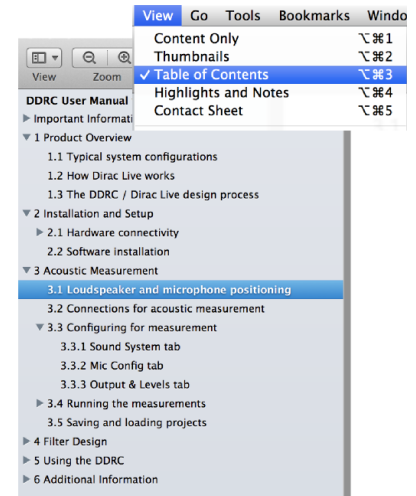 View Go Tools Bookmarks
Content Only ⌥⌘1
Thumbnails ⌥⌘2
✓ Table of Contents ⌥⌘3
Highlights and Notes ⌥⌘4
Contact Sheet ⌥⌘5
View Zoom
DDRC User Manual
1 Product Overview
1.1 Typical system configurations
1.2 How Dirac Live works
1.3 The DDRC / Dirac Live design process
2 Installation and Setup
2.1 Hardware connectivity
2.2 Software installation
3 Acoustic Measurement
3.1 Loudspeaker and microphone positioning
3.2 Connections for acoustic measurement
3.3 Configuring for measurement
3.3.1 Sound System tab
3.3.2 Mic Config tab
3.3.3 Output & Levels tab
3.4 Running the measurements
3.5 Saving and loading projects
4 Filter Design
5 Using the DDRC
6 Additional Information